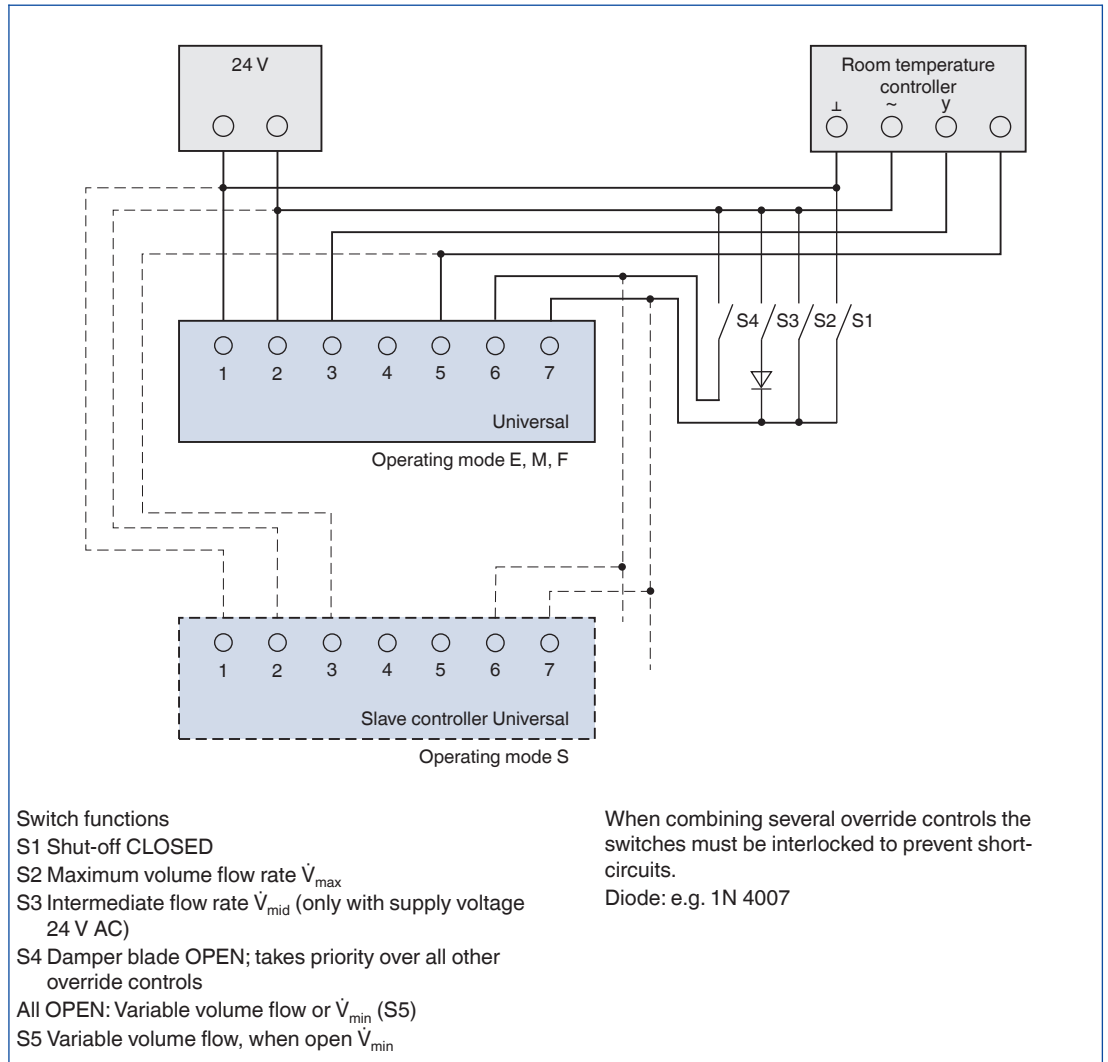 24 V
Room temperature
controller
⊥ ~ y
S4 S3 S2 S1
1 2 3 4 5 6 7
Universal
Operating mode E, M, F
1 2 3 4 5 6 7
Slave controller Universal
Operating mode S
Switch functions
S1 Shut-off CLOSED
S2 Maximum volume flow rate V̇max
S3 Intermediate flow rate V̇mid (only with supply voltage
24 V AC)
S4 Damper blade OPEN; takes priority over all other
override controls
All OPEN: Variable volume flow or V̇min (S5)
S5 Variable volume flow, when open V̇min
When combining several override controls the
switches must be interlocked to prevent short-
circuits.
Diode: e.g. 1N 4007